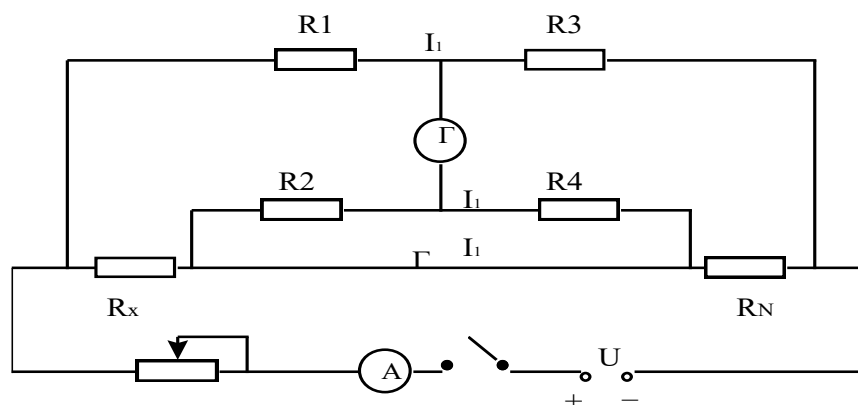 R1 I₁ R3
Г
R2 I₁ R4
Г I₁
Rx RN
A U
+ −